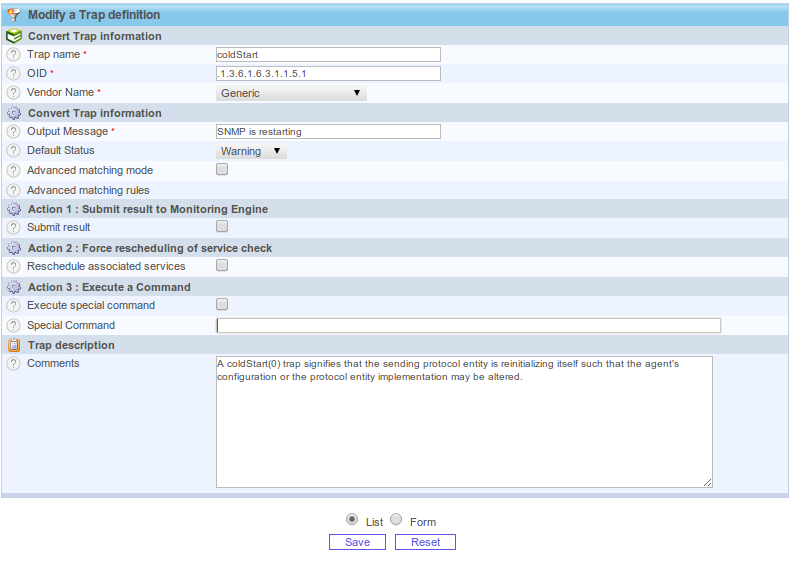 Modify a Trap definition
Convert Trap information
Trap name * coldStart
OID * .1.3.6.1.6.3.1.1.5.1
Vendor Name * Generic
Convert Trap information
Output Message * SNMP is restarting
Default Status Warning
Advanced matching mode
Advanced matching rules
Action 1 : Submit result to Monitoring Engine
Submit result
Action 2 : Force rescheduling of service check
Reschedule associated services
Action 3 : Execute a Command
Execute special command
Special Command
Trap description
Comments A coldStart(0) trap signifies that the sending protocol entity is reinitializing itself such that the agent's
configuration or the protocol entity implementation may be altered.
List Form
Save Reset